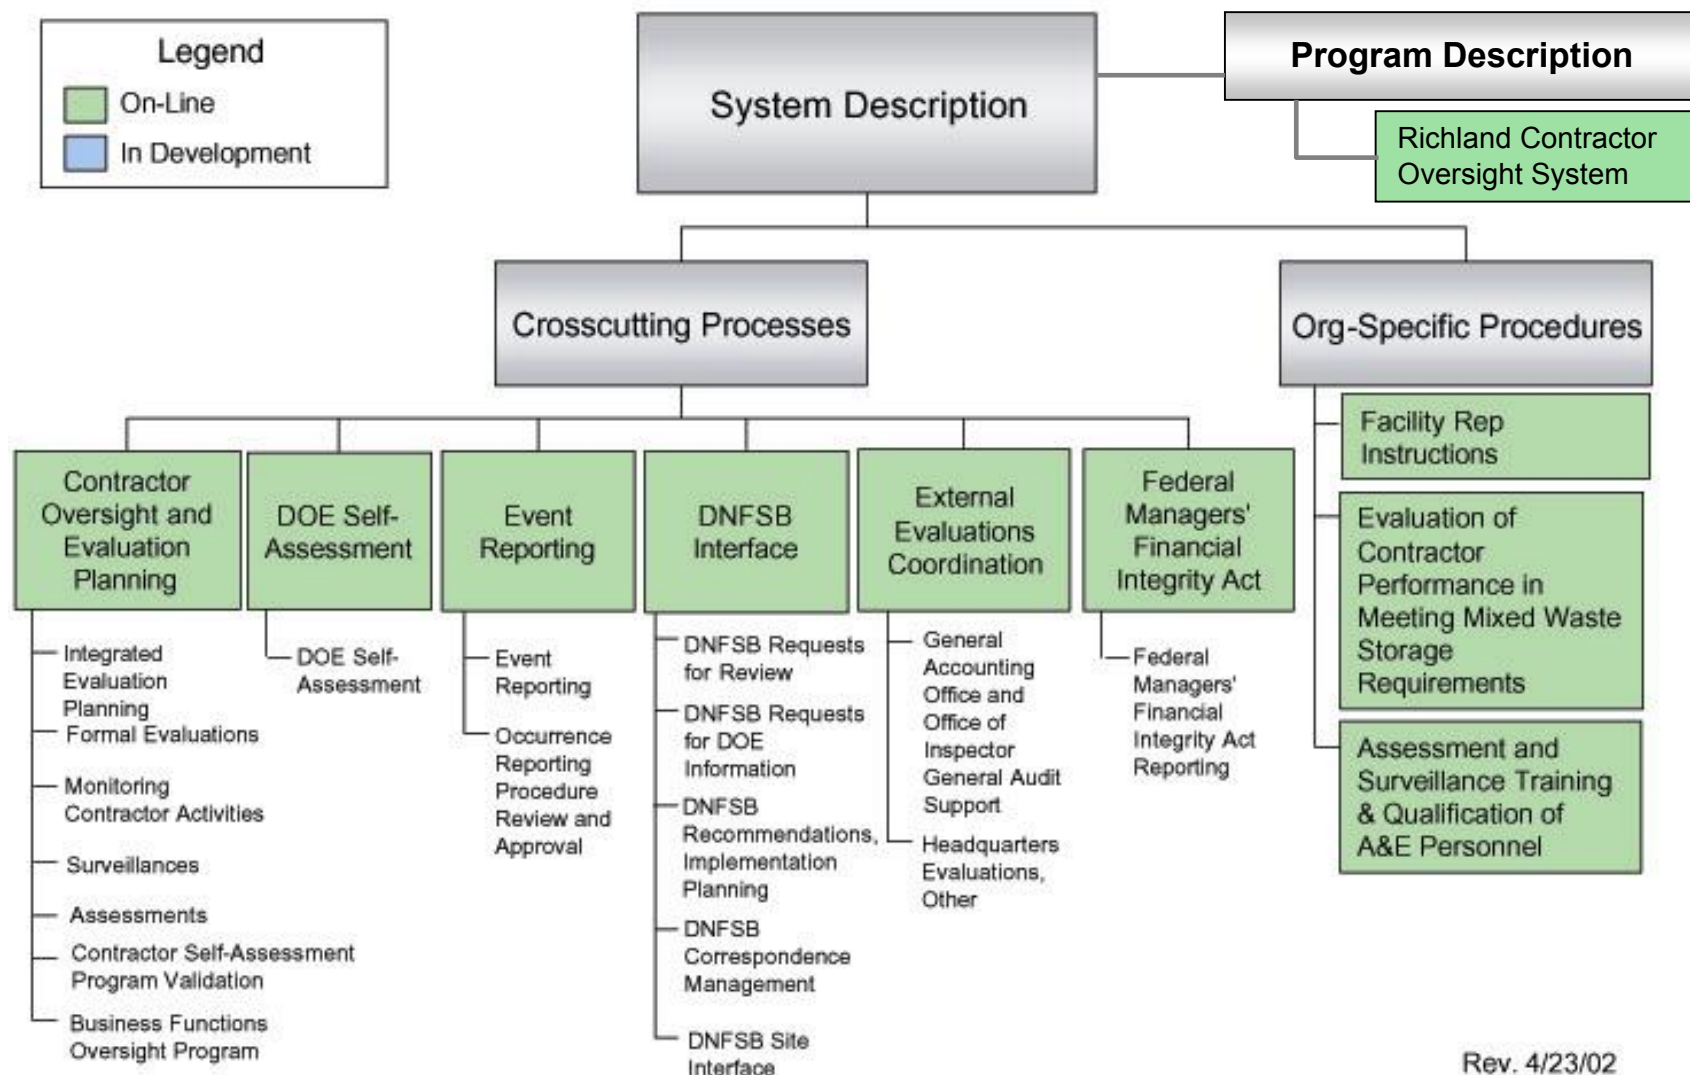 Legend
On-Line
In Development
System Description
Program Description
Richland Contractor
Oversight System
Crosscutting Processes
Org-Specific Procedures
Contractor
Oversight and
Evaluation
Planning
Integrated
Evaluation
Planning
Formal Evaluations
Monitoring
Contractor Activities
Surveillances
Assessments
Contractor Self-Assessment
Program Validation
Business Functions
Oversight Program
DOE Self-
Assessment
DOE Self-
Assessment
Event
Reporting
Event
Reporting
Occurrence
Reporting
Procedure
Review and
Approval
DNFSB
Interface
DNFSB Requests
for Review
DNFSB Requests
for DOE
Information
DNFSB
Recommendations,
Implementation
Planning
DNFSB
Correspondence
Management
DNFSB Site
Interface
External
Evaluations
Coordination
General
Accounting
Office and
Office of
Inspector
General Audit
Support
Headquarters
Evaluations,
Other
Federal
Managers'
Financial
Integrity Act
Federal
Managers'
Financial
Integrity Act
Reporting
Facility Rep
Instructions
Evaluation of
Contractor
Performance in
Meeting Mixed Waste
Storage
Requirements
Assessment and
Surveillance Training
& Qualification of
A&E Personnel
Rev. 4/23/02